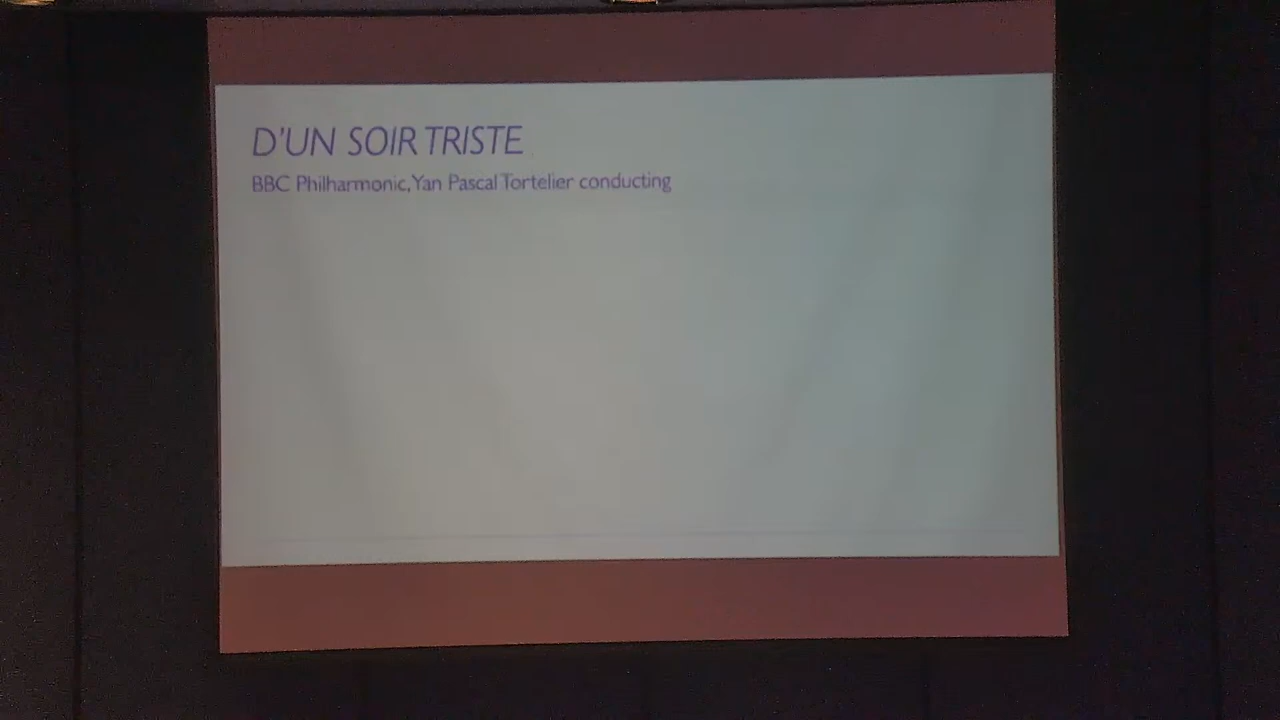 D'UN SOIR TRISTE
BBC Philharmonic, Yan Pascal Tortelier conducting